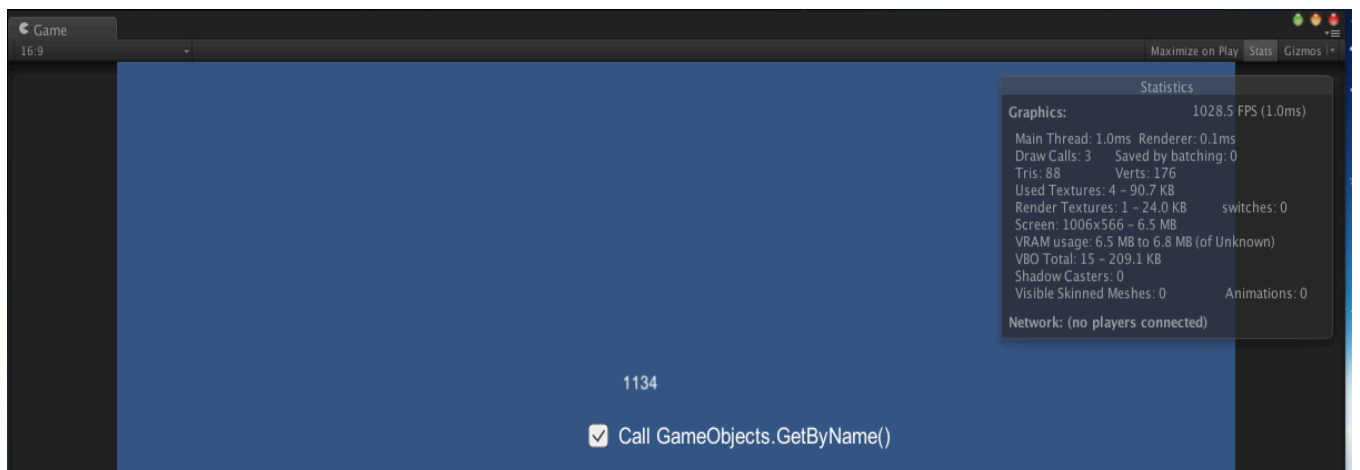 Game
16:9 Maximize on Play Stats Gizmos
Statistics
Graphics: 1028.5 FPS (1.0ms)
Main Thread: 1.0ms Renderer: 0.1ms
Draw Calls: 3 Saved by batching: 0
Tris: 88 Verts: 176
Used Textures: 4 – 90.7 KB
Render Textures: 1 – 24.0 KB switches: 0
Screen: 1006x566 – 6.5 MB
VRAM usage: 6.5 MB to 6.8 MB (of Unknown)
VBO Total: 15 – 209.1 KB
Shadow Casters: 0
Visible Skinned Meshes: 0 Animations: 0
Network: (no players connected)
1134
Call GameObjects.GetByName()